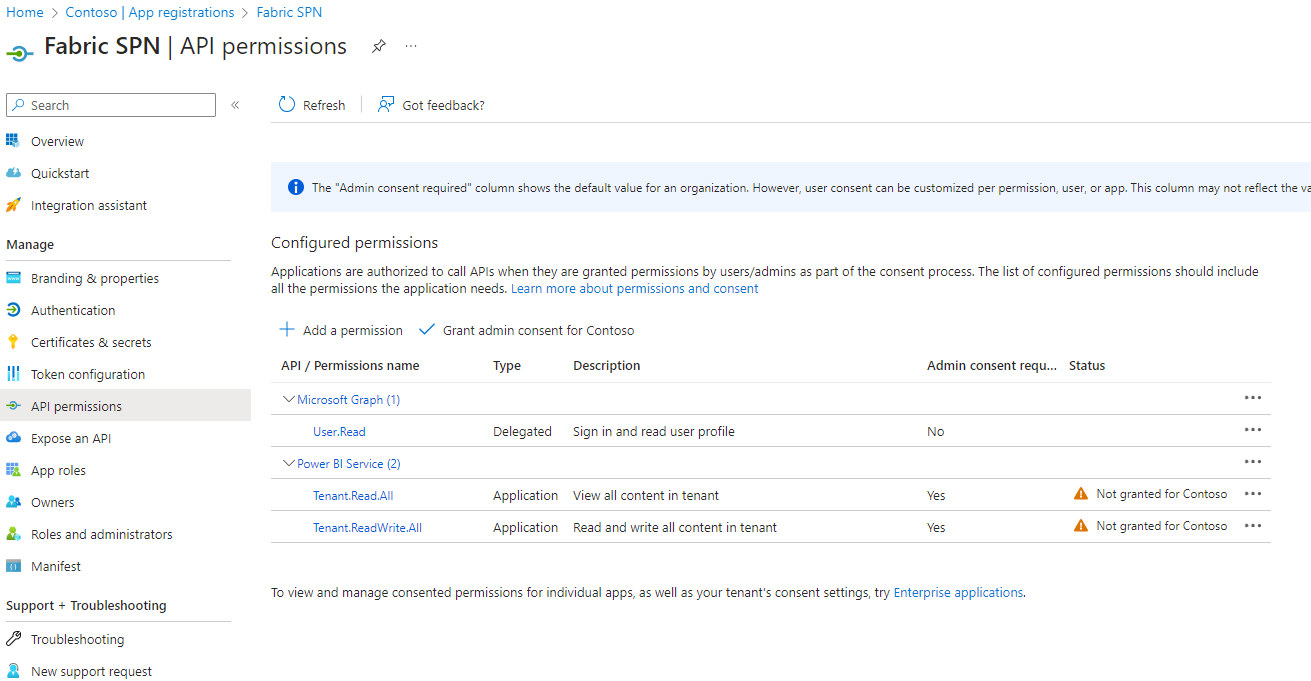 Home > Contoso | App registrations > Fabric SPN
Fabric SPN | API permissions ...
Search «
Refresh
Got feedback?
Overview
Quickstart
Integration assistant
Manage
Branding & properties
Authentication
Certificates & secrets
Token configuration
API permissions
Expose an API
App roles
Owners
Roles and administrators
Manifest
Support + Troubleshooting
Troubleshooting
New support request
The "Admin consent required" column shows the default value for an organization. However, user consent can be customized per permission, user, or app. This column may not reflect the
Configured permissions
Applications are authorized to call APIs when they are granted permissions by users/admins as part of the consent process. The list of configured permissions should include
all the permissions the application needs. Learn more about permissions and consent
Add a permission Grant admin consent for Contoso
API / Permissions name Type Description Admin consent requ... Status
Microsoft Graph (1) ...
User.Read Delegated Sign in and read user profile No ...
Power BI Service (2) ...
Tenant.Read.All Application View all content in tenant Yes Not granted for Contoso ...
Tenant.ReadWrite.All Application Read and write all content in tenant Yes Not granted for Contoso ...
To view and manage consented permissions for individual apps, as well as your tenant's consent settings, try Enterprise applications.